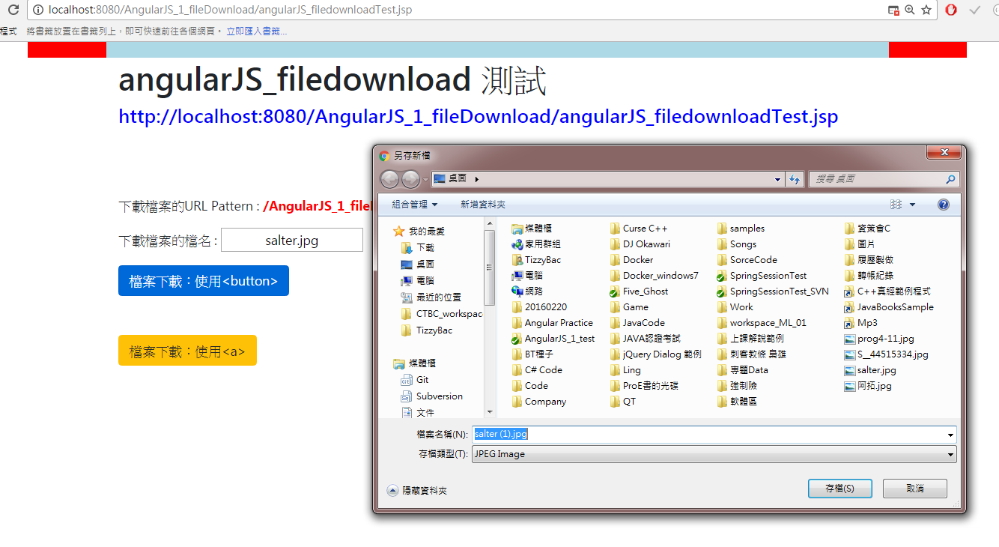 localhost:8080/AngularJS_1_fileDownload/angularJS_filedownloadTest.jsp
程式 將書籤放置在書籤列上，即可快速前往各個網頁。 立即匯入書籤...
angularJS_filedownload 測試
http://localhost:8080/AngularJS_1_fileDownload/angularJS_filedownloadTest.jsp
下載檔案的URL Pattern : /AngularJS_1_file
下載檔案的檔名 : salter.jpg
檔案下載：使用<button>
檔案下載：使用<a>
另存新檔
桌面
搜尋 桌面
組合管理
新增資料夾
我的最愛
下載
桌面
電腦
最近的位置
CTBC_workspac
TizzyBac
媒體櫃
Git
Subversion
文件
媒體櫃
家用群組
TizzyBac
電腦
網路
20160220
Angular Practice
AngularJS_1_test
BT種子
C# Code
Code
Company
Curse C++
DJ Okawari
Docker
Docker_windows7
Five_Ghost
Game
JavaCode
JAVA認證考試
jQuery Dialog 範例
Ling
ProE書的光碟
QT
samples
Songs
SorceCode
SpringSessionTest
SpringSessionTest_SVN
Work
workspace_ML_01
上課解說範例
刺客教條 梟雄
專題Data
強制險
軟體區
資策會C
圖片
履歷製做
轉帳紀錄
C++真經範例程式
JavaBooksSample
Mp3
prog4-11.jpg
S__44515334.jpg
salter.jpg
阿拓.jpg
檔案名稱(N): salter (1).jpg
存檔類型(T): JPEG Image
隱藏資料夾
存檔(S)
取消